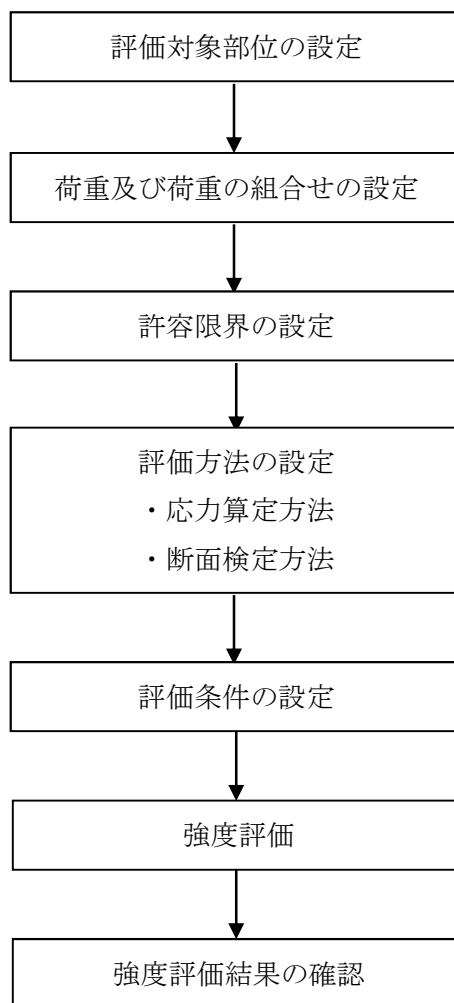 評価対象部位の設定
荷重及び荷重の組合せの設定
許容限界の設定
評価方法の設定
・応力算定方法
・断面検定方法
評価条件の設定
強度評価
強度評価結果の確認